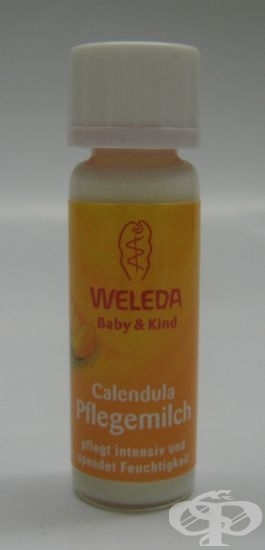 WELEDA
Baby & Kind
Calendula
Pflegemilch
pflegt intensiv und
spendet Feuchtigkeit